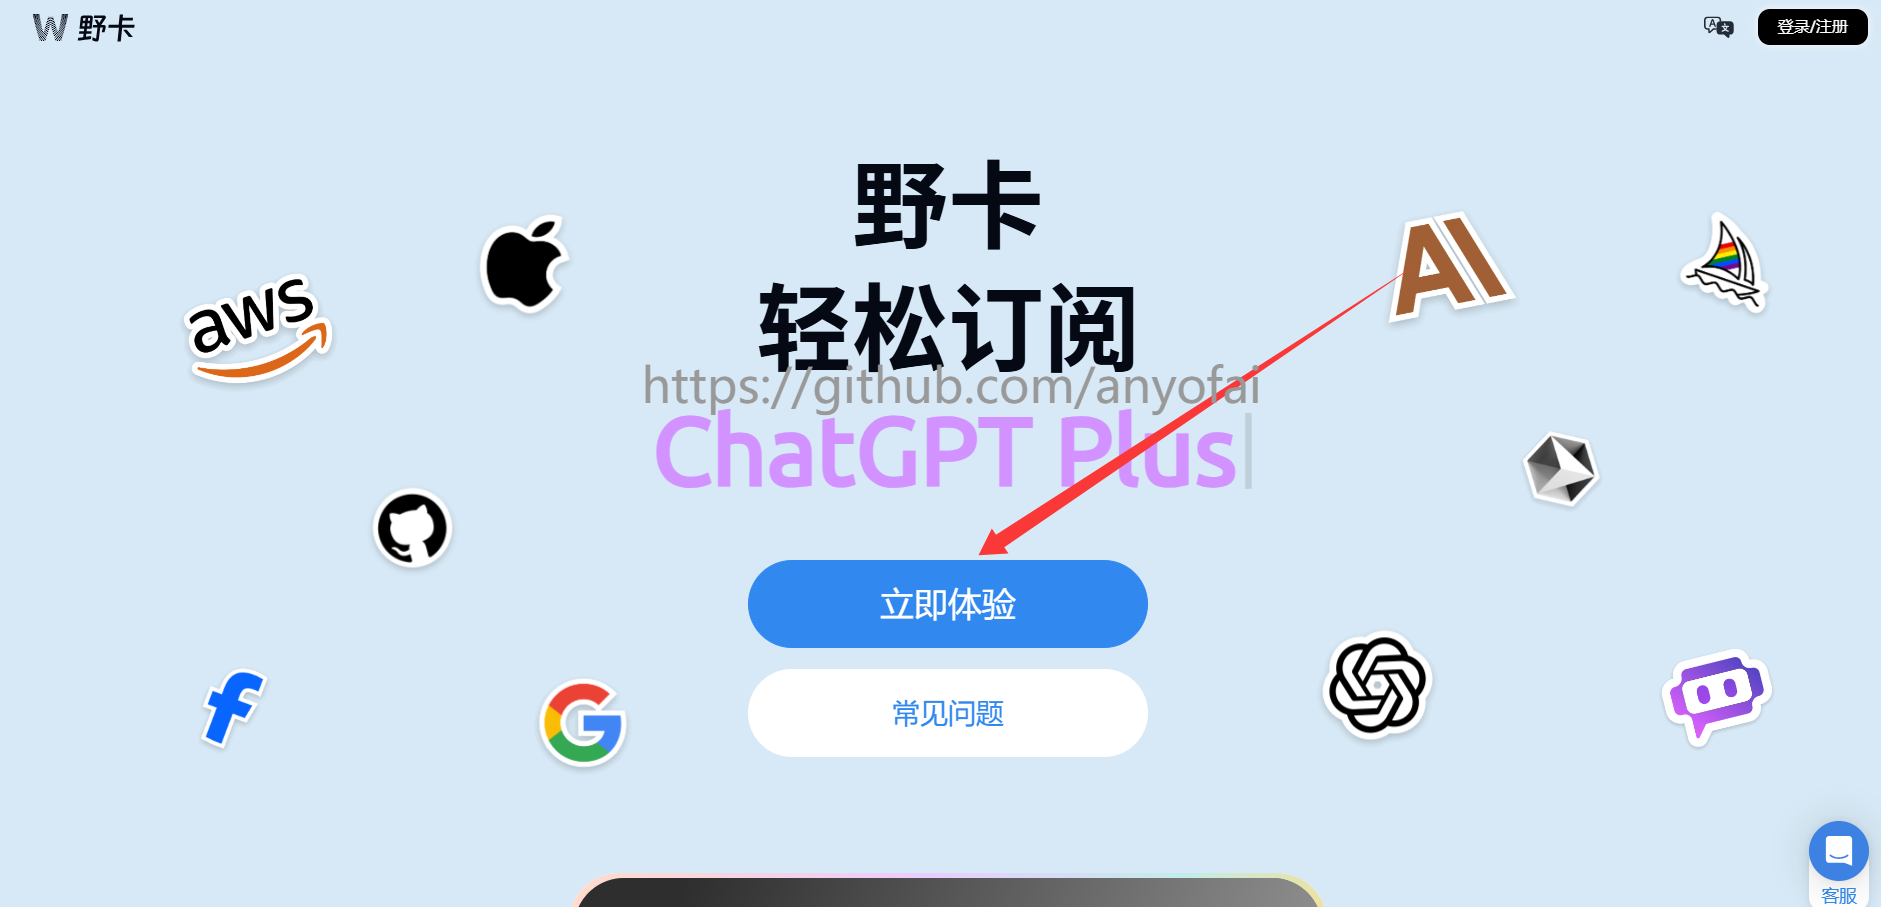 野卡
登录/注册
野卡
轻松订阅
https://github.com/anyofai
ChatGPT Plus
aws
AI
立即体验
常见问题
客服